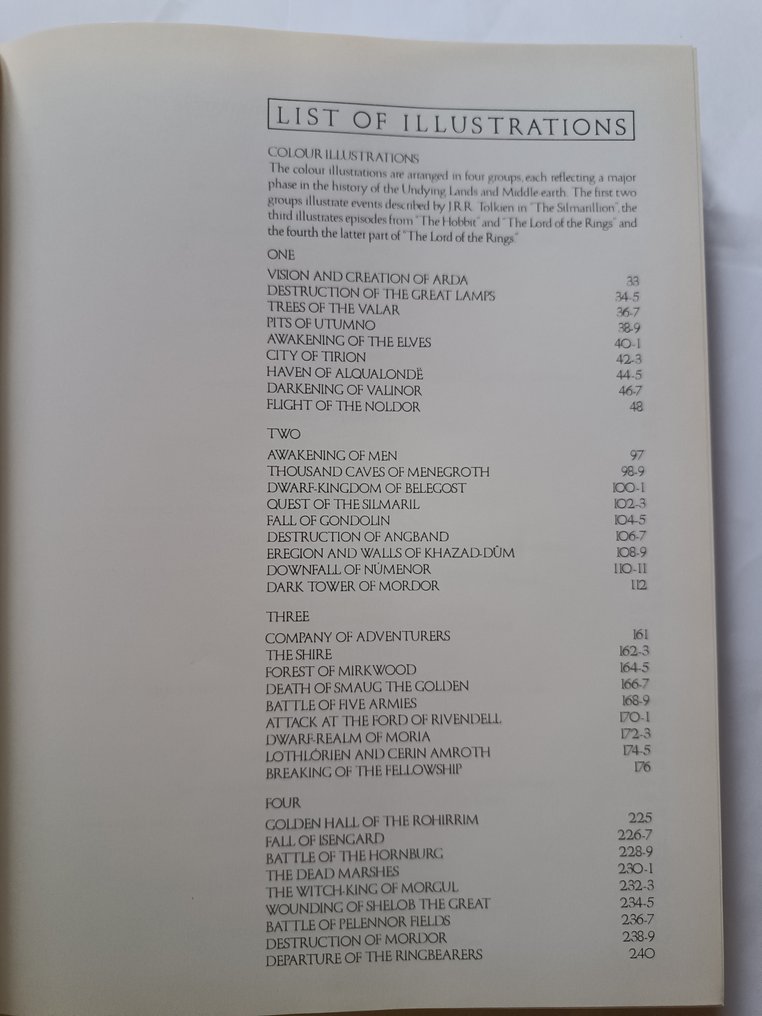 LIST OF ILLUSTRATIONS
COLOUR ILLUSTRATIONS
The colour illustrations are arranged in four groups, each reflecting a major
phase in the history of the Undying Lands and Middle-earth. The first two
groups illustrate events described by J.R.R. Tolkien in "The Silmarillion", the
third illustrates episodes from "The Hobbit" and "The Lord of the Rings" and
the fourth the latter part of "The Lord of the Rings."
ONE
VISION AND CREATION OF ARDA 33
DESTRUCTION OF THE GREAT LAMPS 34-5
TREES OF THE VALAR 36-7
PITS OF UTUMNO 38-9
AWAKENING OF THE ELVES 40-1
CITY OF TIRION 42-3
HAVEN OF ALQUALONDË 44-5
DARKENING OF VALINOR 46-7
FLIGHT OF THE NOLDOR 48
TWO
AWAKENING OF MEN 97
THOUSAND CAVES OF MENEGROTH 98-9
DWARF-KINGDOM OF BELEGOST 100-1
QUEST OF THE SILMARIL 102-3
FALL OF GONDOLIN 104-5
DESTRUCTION OF ANGBAND 106-7
EREGION AND WALLS OF KHAZAD-DÛM 108-9
DOWNFALL OF NÚMENOR 110-11
DARK TOWER OF MORDOR 112
THREE
COMPANY OF ADVENTURERS 161
THE SHIRE 162-3
FOREST OF MIRKWOOD 164-5
DEATH OF SMAUG THE GOLDEN 166-7
BATTLE OF FIVE ARMIES 168-9
ATTACK AT THE FORD OF RIVENDELL 170-1
DWARF-REALM OF MORIA 172-3
LOTHLÓRIEN AND CERIN AMROTH 174-5
BREAKING OF THE FELLOWSHIP 176
FOUR
GOLDEN HALL OF THE ROHIRRIM 225
FALL OF ISENGARD 226-7
BATTLE OF THE HORNBURG 228-9
THE DEAD MARSHES 230-1
THE WITCH-KING OF MORGUL 232-3
WOUNDING OF SHELOB THE GREAT 234-5
BATTLE OF PELENNOR FIELDS 236-7
DESTRUCTION OF MORDOR 238-9
DEPARTURE OF THE RINGBEARERS 240